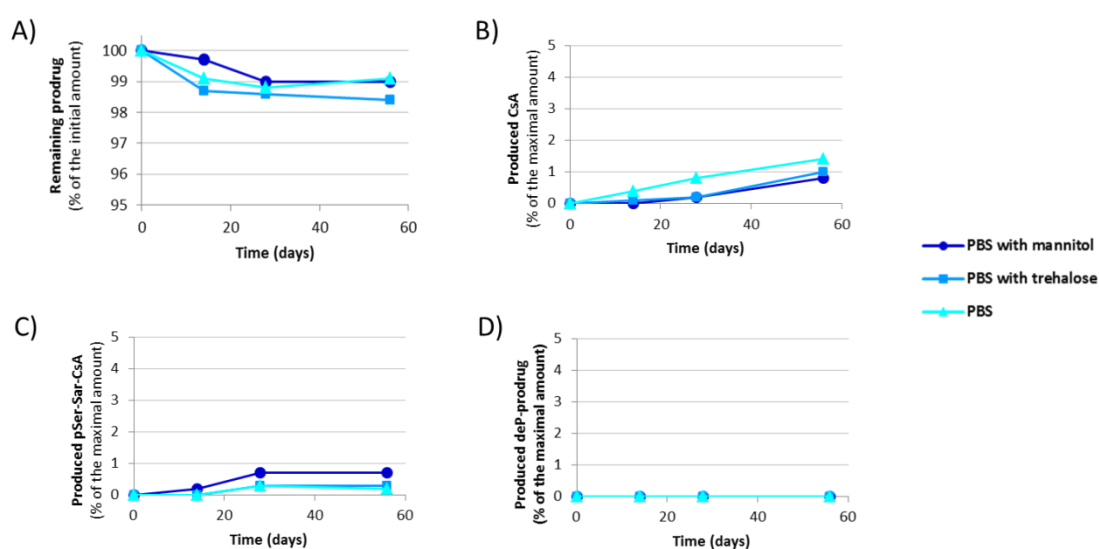 A)
Remaining prodrug
(% of the initial amount)
100
99
98
97
96
95
0
20
40
60
Time (days)
B)
Produced CsA
(% of the maximal amount)
5
4
3
2
1
0
0
20
40
60
Time (days)
PBS with mannitol
PBS with trehalose
PBS
C)
Produced pSer-Sar-CsA
(% of the maximal amount)
5
4
3
2
1
0
0
20
40
60
Time (days)
D)
Produced deP-prodrug
(% of the maximal amount)
5
4
3
2
1
0
0
20
40
60
Time (days)